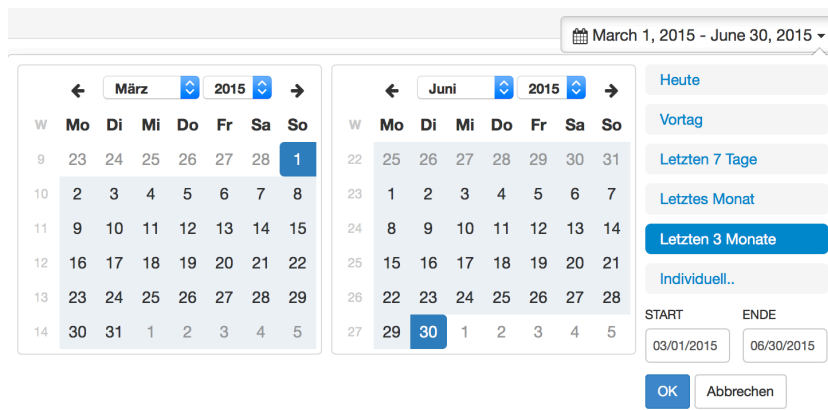 March 1, 2015 - June 30, 2015
März 2015
W Mo Di Mi Do Fr Sa So
9 23 24 25 26 27 28 1
10 2 3 4 5 6 7 8
11 9 10 11 12 13 14 15
12 16 17 18 19 20 21 22
13 23 24 25 26 27 28 29
14 30 31 1 2 3 4 5
Juni 2015
W Mo Di Mi Do Fr Sa So
22 25 26 27 28 29 30 31
23 1 2 3 4 5 6 7
24 8 9 10 11 12 13 14
25 15 16 17 18 19 20 21
26 22 23 24 25 26 27 28
27 29 30 1 2 3 4 5
Heute
Vortag
Letzten 7 Tage
Letztes Monat
Letzten 3 Monate
Individuell..
START ENDE
03/01/2015 06/30/2015
OK Abbrechen